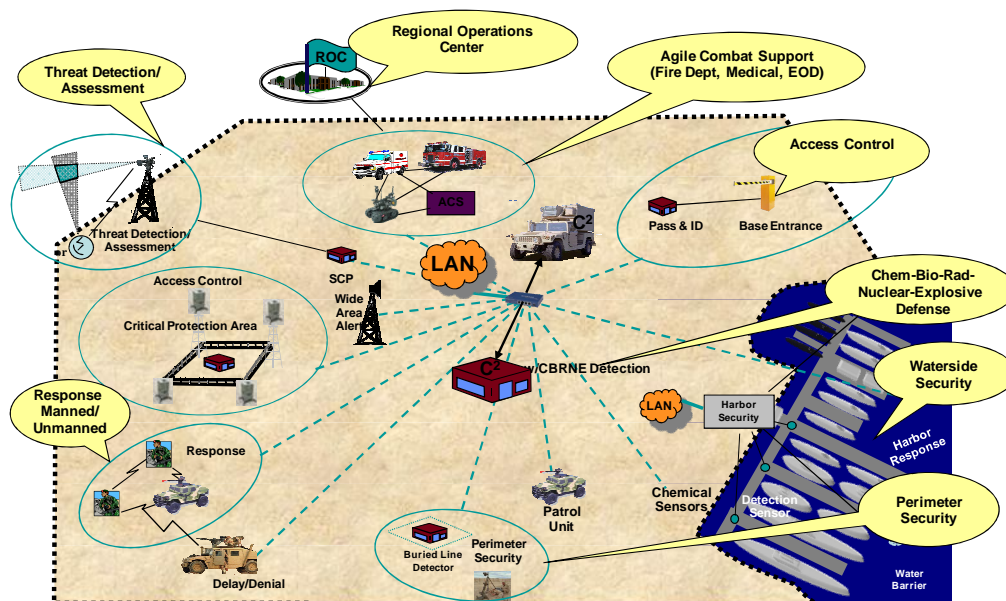 Regional Operations
Center
ROC
Threat Detection/
Assessment
Agile Combat Support
(Fire Dept, Medical, EOD)
Access Control
ACS
Pass & ID
Base Entrance
C²
Threat Detection/
Assessment
LAN
SCP
Wide
Area
Alert
Access Control
Critical Protection Area
Chem-Bio-Rad-
Nuclear-Explosive
Defense
C²
w/CBRNE Detection
Waterside
Security
LAN
Harbor
Security
Harbor
Response
Response
Manned/
Unmanned
Response
Patrol
Unit
Chemical
Sensors
Detection
Sensor
Perimeter
Security
Buried Line
Detector
Perimeter
Security
Delay/Denial
Water
Barrier